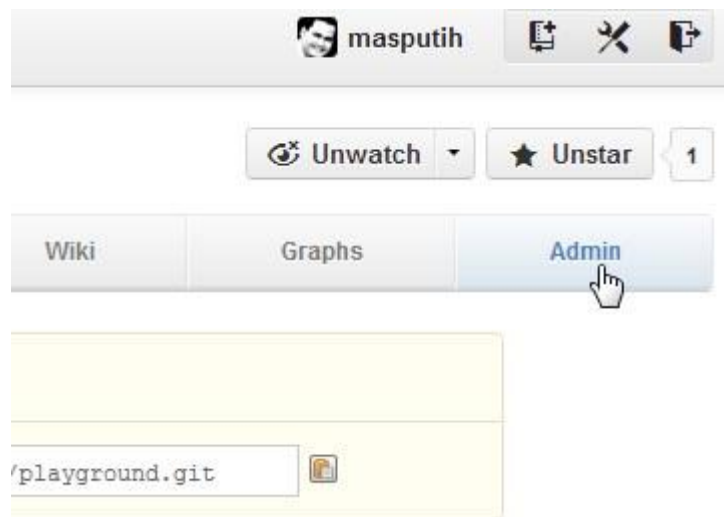 masputih
Unwatch Unstar 1
Wiki Graphs Admin
/playground.git